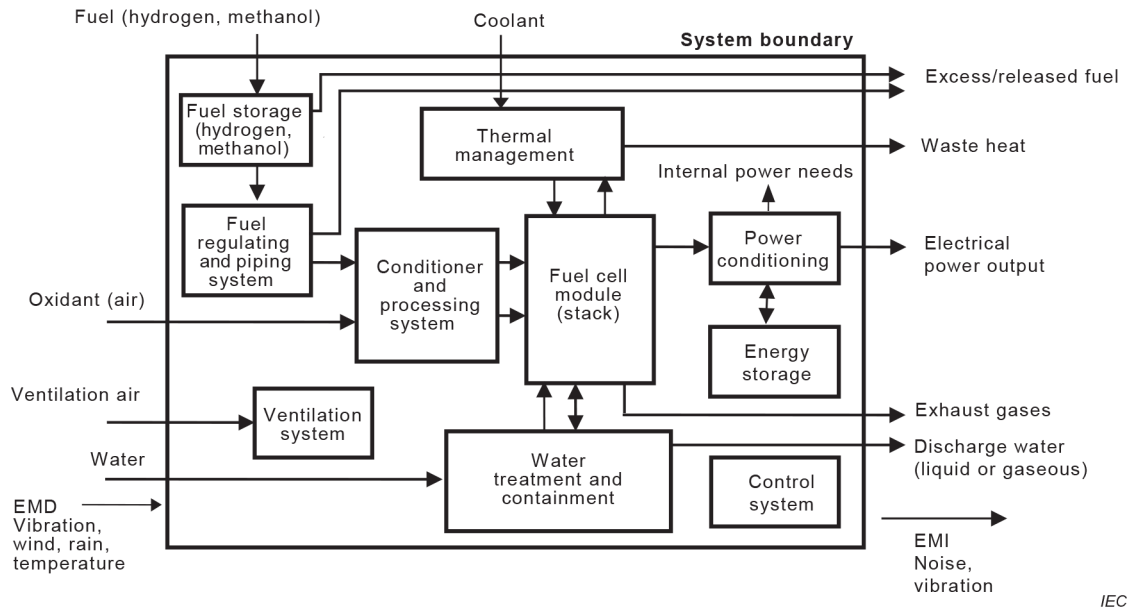 Fuel (hydrogen, methanol)
Coolant
System boundary
Excess/released fuel
Fuel storage
(hydrogen,
methanol)
Thermal
management
Waste heat
Internal power needs
Fuel
regulating
and piping
system
Conditioner
and
processing
system
Fuel cell
module
(stack)
Power
conditioning
Electrical
power output
Oxidant (air)
Energy
storage
Ventilation air
Ventilation
system
Exhaust gases
Water
Water
treatment and
containment
Discharge water
(liquid or gaseous)
Control
system
EMD
Vibration,
wind, rain,
temperature
EMI
Noise,
vibration
IEC